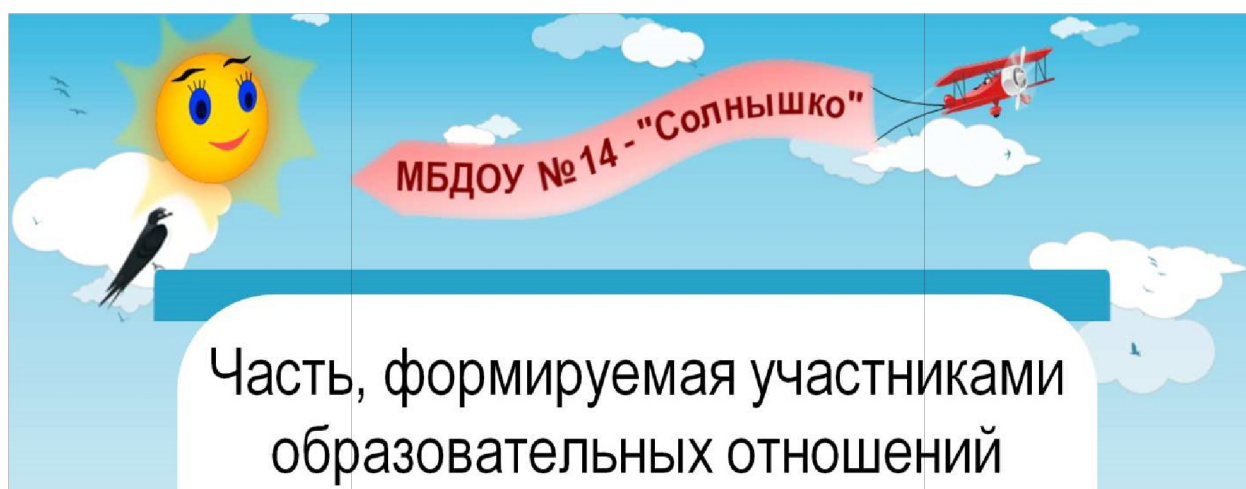 МБДОУ №14 - "Солнышко"
Часть, формируемая участниками
образовательных отношений